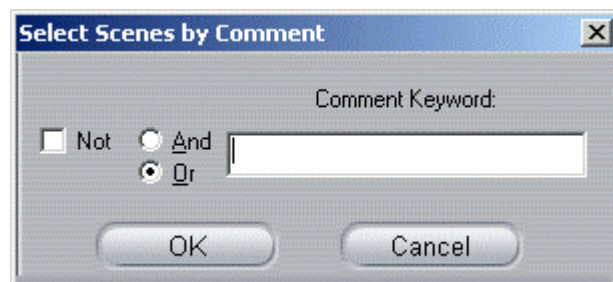 Select Scenes by Comment
Comment Keyword:
Not And
Or
OK Cancel